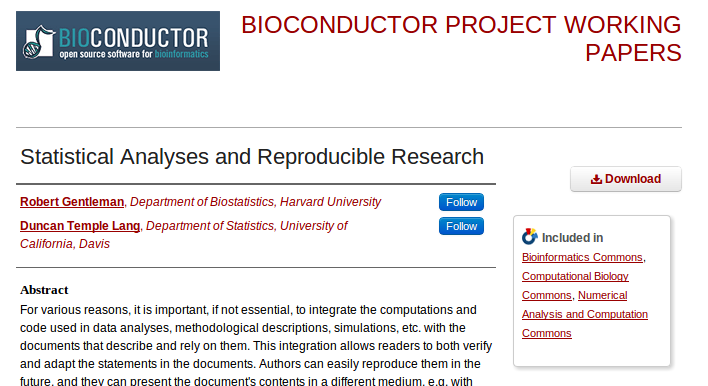 BIOCONDUCTOR
open source software for bioinformatics
BIOCONDUCTOR PROJECT WORKING
PAPERS
Statistical Analyses and Reproducible Research
Download
Robert Gentleman, Department of Biostatistics, Harvard University
Follow
Duncan Temple Lang, Department of Statistics, University of
California, Davis
Follow
Included in
Bioinformatics Commons,
Computational Biology
Commons, Numerical
Analysis and Computation
Commons
Abstract
For various reasons, it is important, if not essential, to integrate the computations and
code used in data analyses, methodological descriptions, simulations, etc. with the
documents that describe and rely on them. This integration allows readers to both verify
and adapt the statements in the documents. Authors can easily reproduce them in the
future, and they can present the document's contents in a different medium, e.g. with